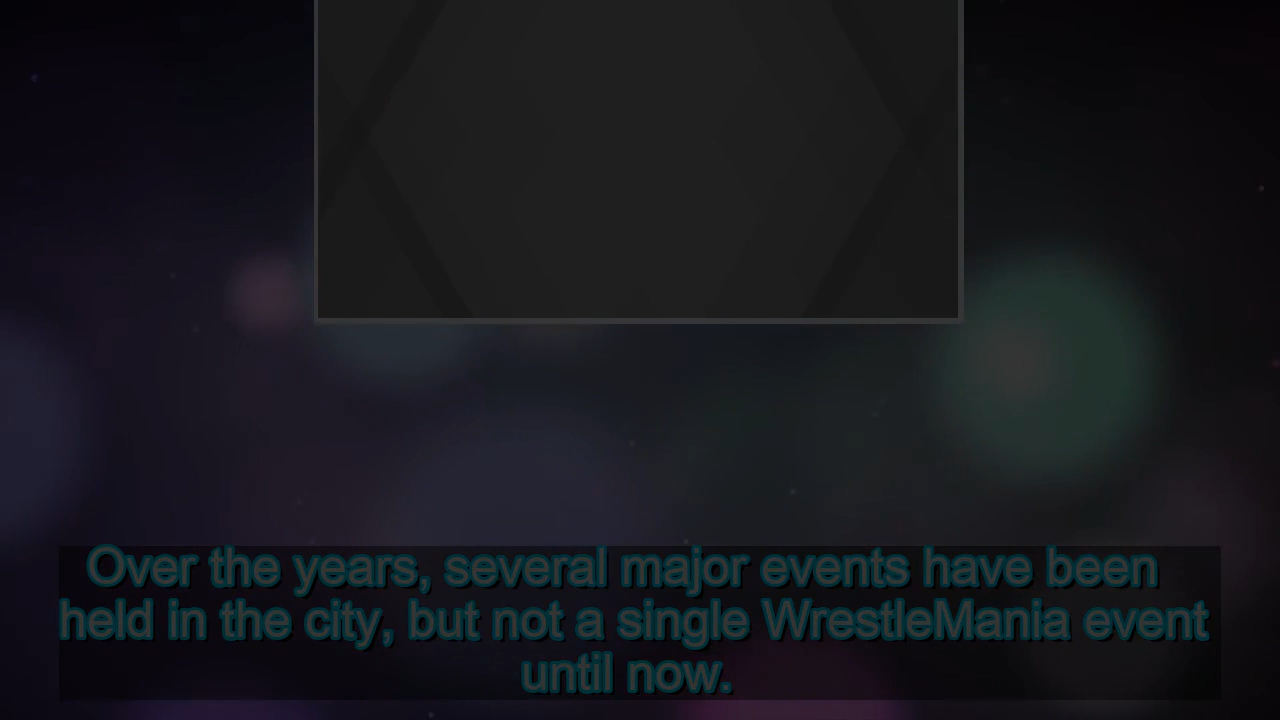 Over the years, several major events have been
held in the city, but not a single WrestleMania event
until now.